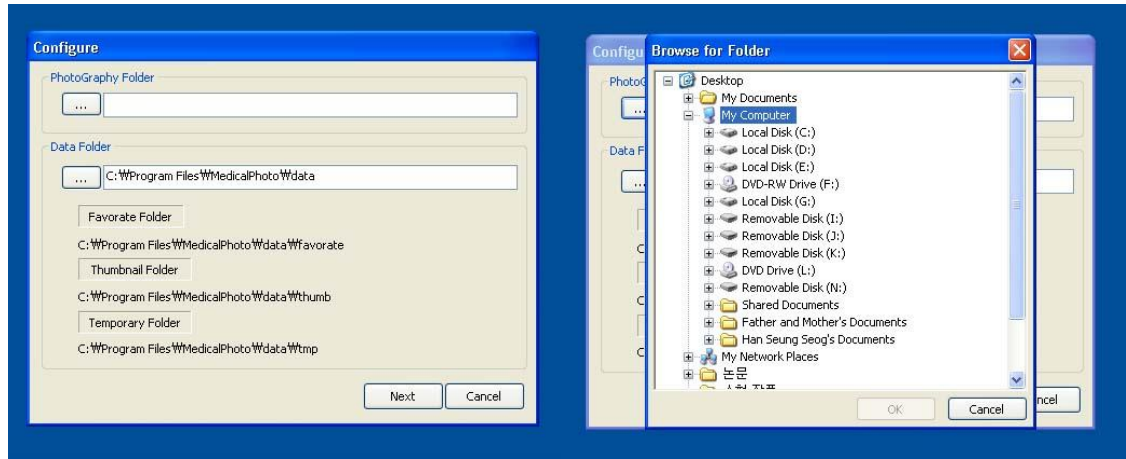 Configure
PhotoGraphy Folder
...
Data Folder
... C:₩Program Files₩MedicalPhoto₩data
Favorate Folder
C:₩Program Files₩MedicalPhoto₩data₩favorate
Thumbnail Folder
C:₩Program Files₩MedicalPhoto₩data₩thumb
Temporary Folder
C:₩Program Files₩MedicalPhoto₩data₩tmp
Next Cancel
Configu
Browse for Folder
Photo
...
Data F
...
Desktop
My Documents
My Computer
Local Disk (C:)
Local Disk (D:)
Local Disk (E:)
DVD-RW Drive (F:)
Local Disk (G:)
Removable Disk (I:)
Removable Disk (J:)
Removable Disk (K:)
DVD Drive (L:)
Removable Disk (N:)
Shared Documents
Father and Mother's Documents
Han Seung Seog's Documents
My Network Places
논문
OK Cancel
ncel